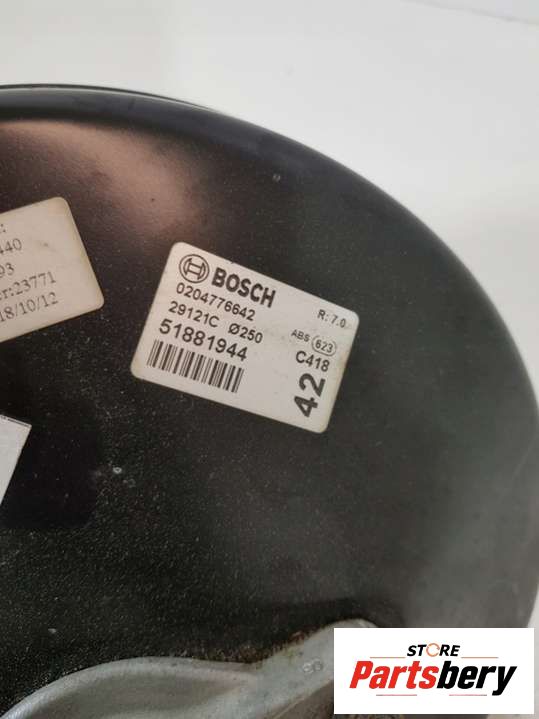 :
440
93
er:23771
18/10/12
BOSCH
R: 7.0
0204776642
29121C Ø250
ABS 623
51881944
C418
42
STORE
Partsbery